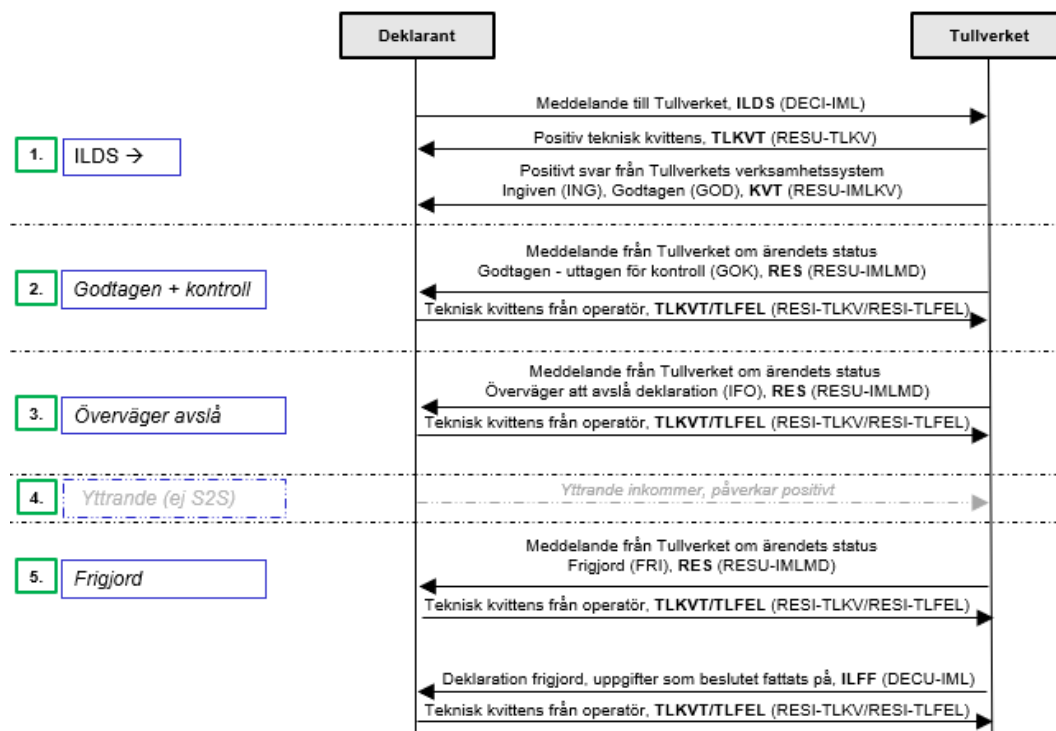 Deklarant
Tullverket
Meddelande till Tullverket, ILDS (DECI-IML)
Positiv teknisk kvittens, TLKVT (RESU-TLKV)
1.
ILDS →
Positivt svar från Tullverkets verksamhetssystem
Ingiven (ING), Godtagen (GOD), KVT (RESU-IMLKV)
Meddelande från Tullverket om ärendets status
Godtagen - uttagen för kontroll (GOK), RES (RESU-IMLMD)
2.
Godtagen + kontroll
Teknisk kvittens från operatör, TLKVT/TLFEL (RESI-TLKV/RESI-TLFEL)
Meddelande från Tullverket om ärendets status
Överväger att avslå deklaration (IFO), RES (RESU-IMLMD)
3.
Överväger avslå
Teknisk kvittens från operatör, TLKVT/TLFEL (RESI-TLKV/RESI-TLFEL)
4.
Yttrande (ej S2S)
Yttrande inkommer, påverkar positivt
Meddelande från Tullverket om ärendets status
Frigjord (FRI), RES (RESU-IMLMD)
5.
Frigjord
Teknisk kvittens från operatör, TLKVT/TLFEL (RESI-TLKV/RESI-TLFEL)
Deklaration frigjord, uppgifter som beslutet fattats på, ILFF (DECU-IML)
Teknisk kvittens från operatör, TLKVT/TLFEL (RESI-TLKV/RESI-TLFEL)